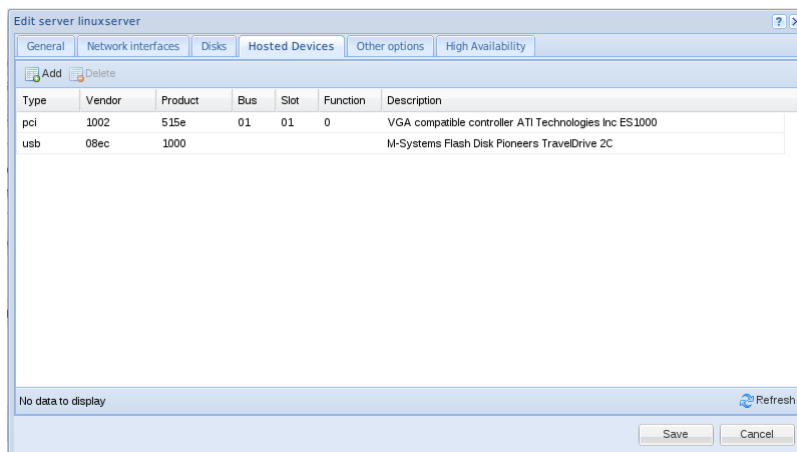 Edit server linuxserver
?
General Network interfaces Disks Hosted Devices Other options High Availability
Add Delete
Type Vendor Product Bus Slot Function Description
pci 1002 515e 01 01 0 VGA compatible controller ATI Technologies Inc ES1000
usb 08ec 1000 M-Systems Flash Disk Pioneers TravelDrive 2C
No data to display Refresh
Save Cancel